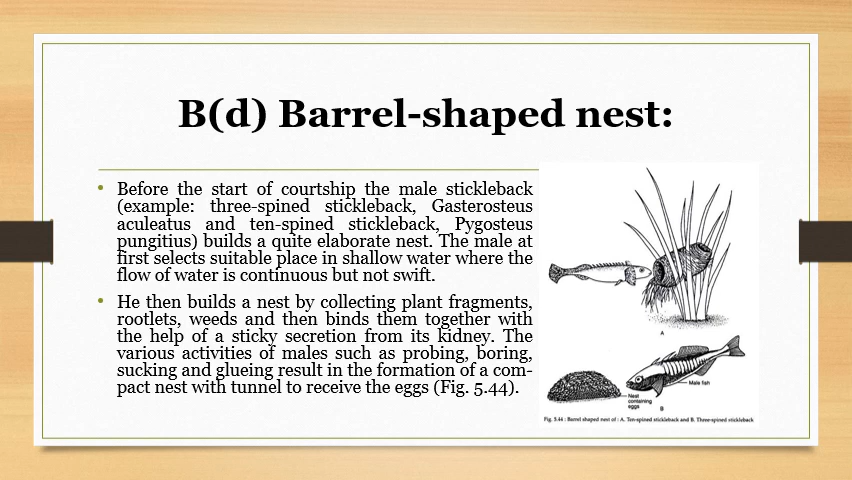 B(d) Barrel-shaped nest:
• Before the start of courtship the male stickleback
(example: three-spined stickleback, Gasterosteus
aculeatus and ten-spined stickleback, Pygosteus
pungitius) builds a quite elaborate nest. The male at
first selects suitable place in shallow water where the
flow of water is continuous but not swift.
• He then builds a nest by collecting plant fragments,
rootlets, weeds and then binds them together with
the help of a sticky secretion from its kidney. The
various activities of males such as probing, boring,
sucking and glueing result in the formation of a com-
pact nest with tunnel to receive the eggs (Fig. 5.44).
A
Male fish
Nest
containing
eggs
B
Fig. 5.44 : Barrel shaped nest of : A. Ten-spined stickleback and B. Three-spined stickleback